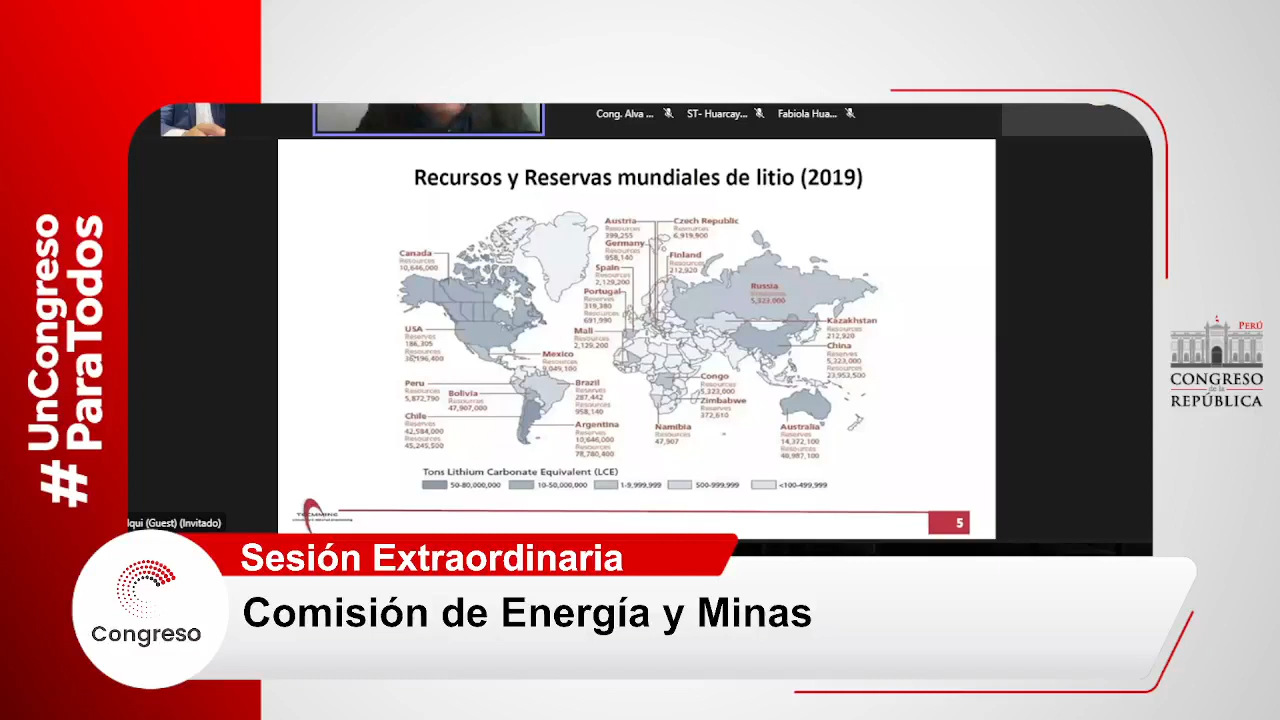 #UnCongreso
ParaTodos
Cong. Alva ...
ST- Huarcay...
Fabiola Hua...
Recursos y Reservas mundiales de litio (2019)
Austria
Resources
399,255
Germany
Resources
958,140
Spain
Resources
2,129,200
Portugal
Reserves
319,380
Resources
691,990
Mali
Resources
2,129,200
Czech Republic
Resources
6,919,900
Finland
Resources
212,920
Canada
Resources
10,646,000
Russia
Resources
5,323,000
Kazakhstan
Resources
212,920
USA
Reserves
186,305
Resources
36,196,400
China
Reserves
5,323,000
Resources
23,953,500
Mexico
Resources
9,049,100
Peru
Resources
5,872,790
Bolivia
Resources
47,907,000
Brazil
Reserves
287,442
Resources
958,140
Congo
Resources
5,323,000
Zimbabwe
Reserves
372,610
Chile
Reserves
42,584,000
Resources
45,245,500
Argentina
Reserves
10,646,000
Resources
78,780,400
Namibia
Resources
47,907
Australia
Reserves
14,372,100
Resources
Tons Lithium Carbonate Equivalent (LCE)
50-80,000,000
10-50,000,000
1-9,999,999
500-999,999
<100-499,999
5
lqui (Guest) (Invitado)
PERÚ
CONGRESO
de la
REPÚBLICA
Sesión Extraordinaria
Comisión de Energía y Minas
Congreso